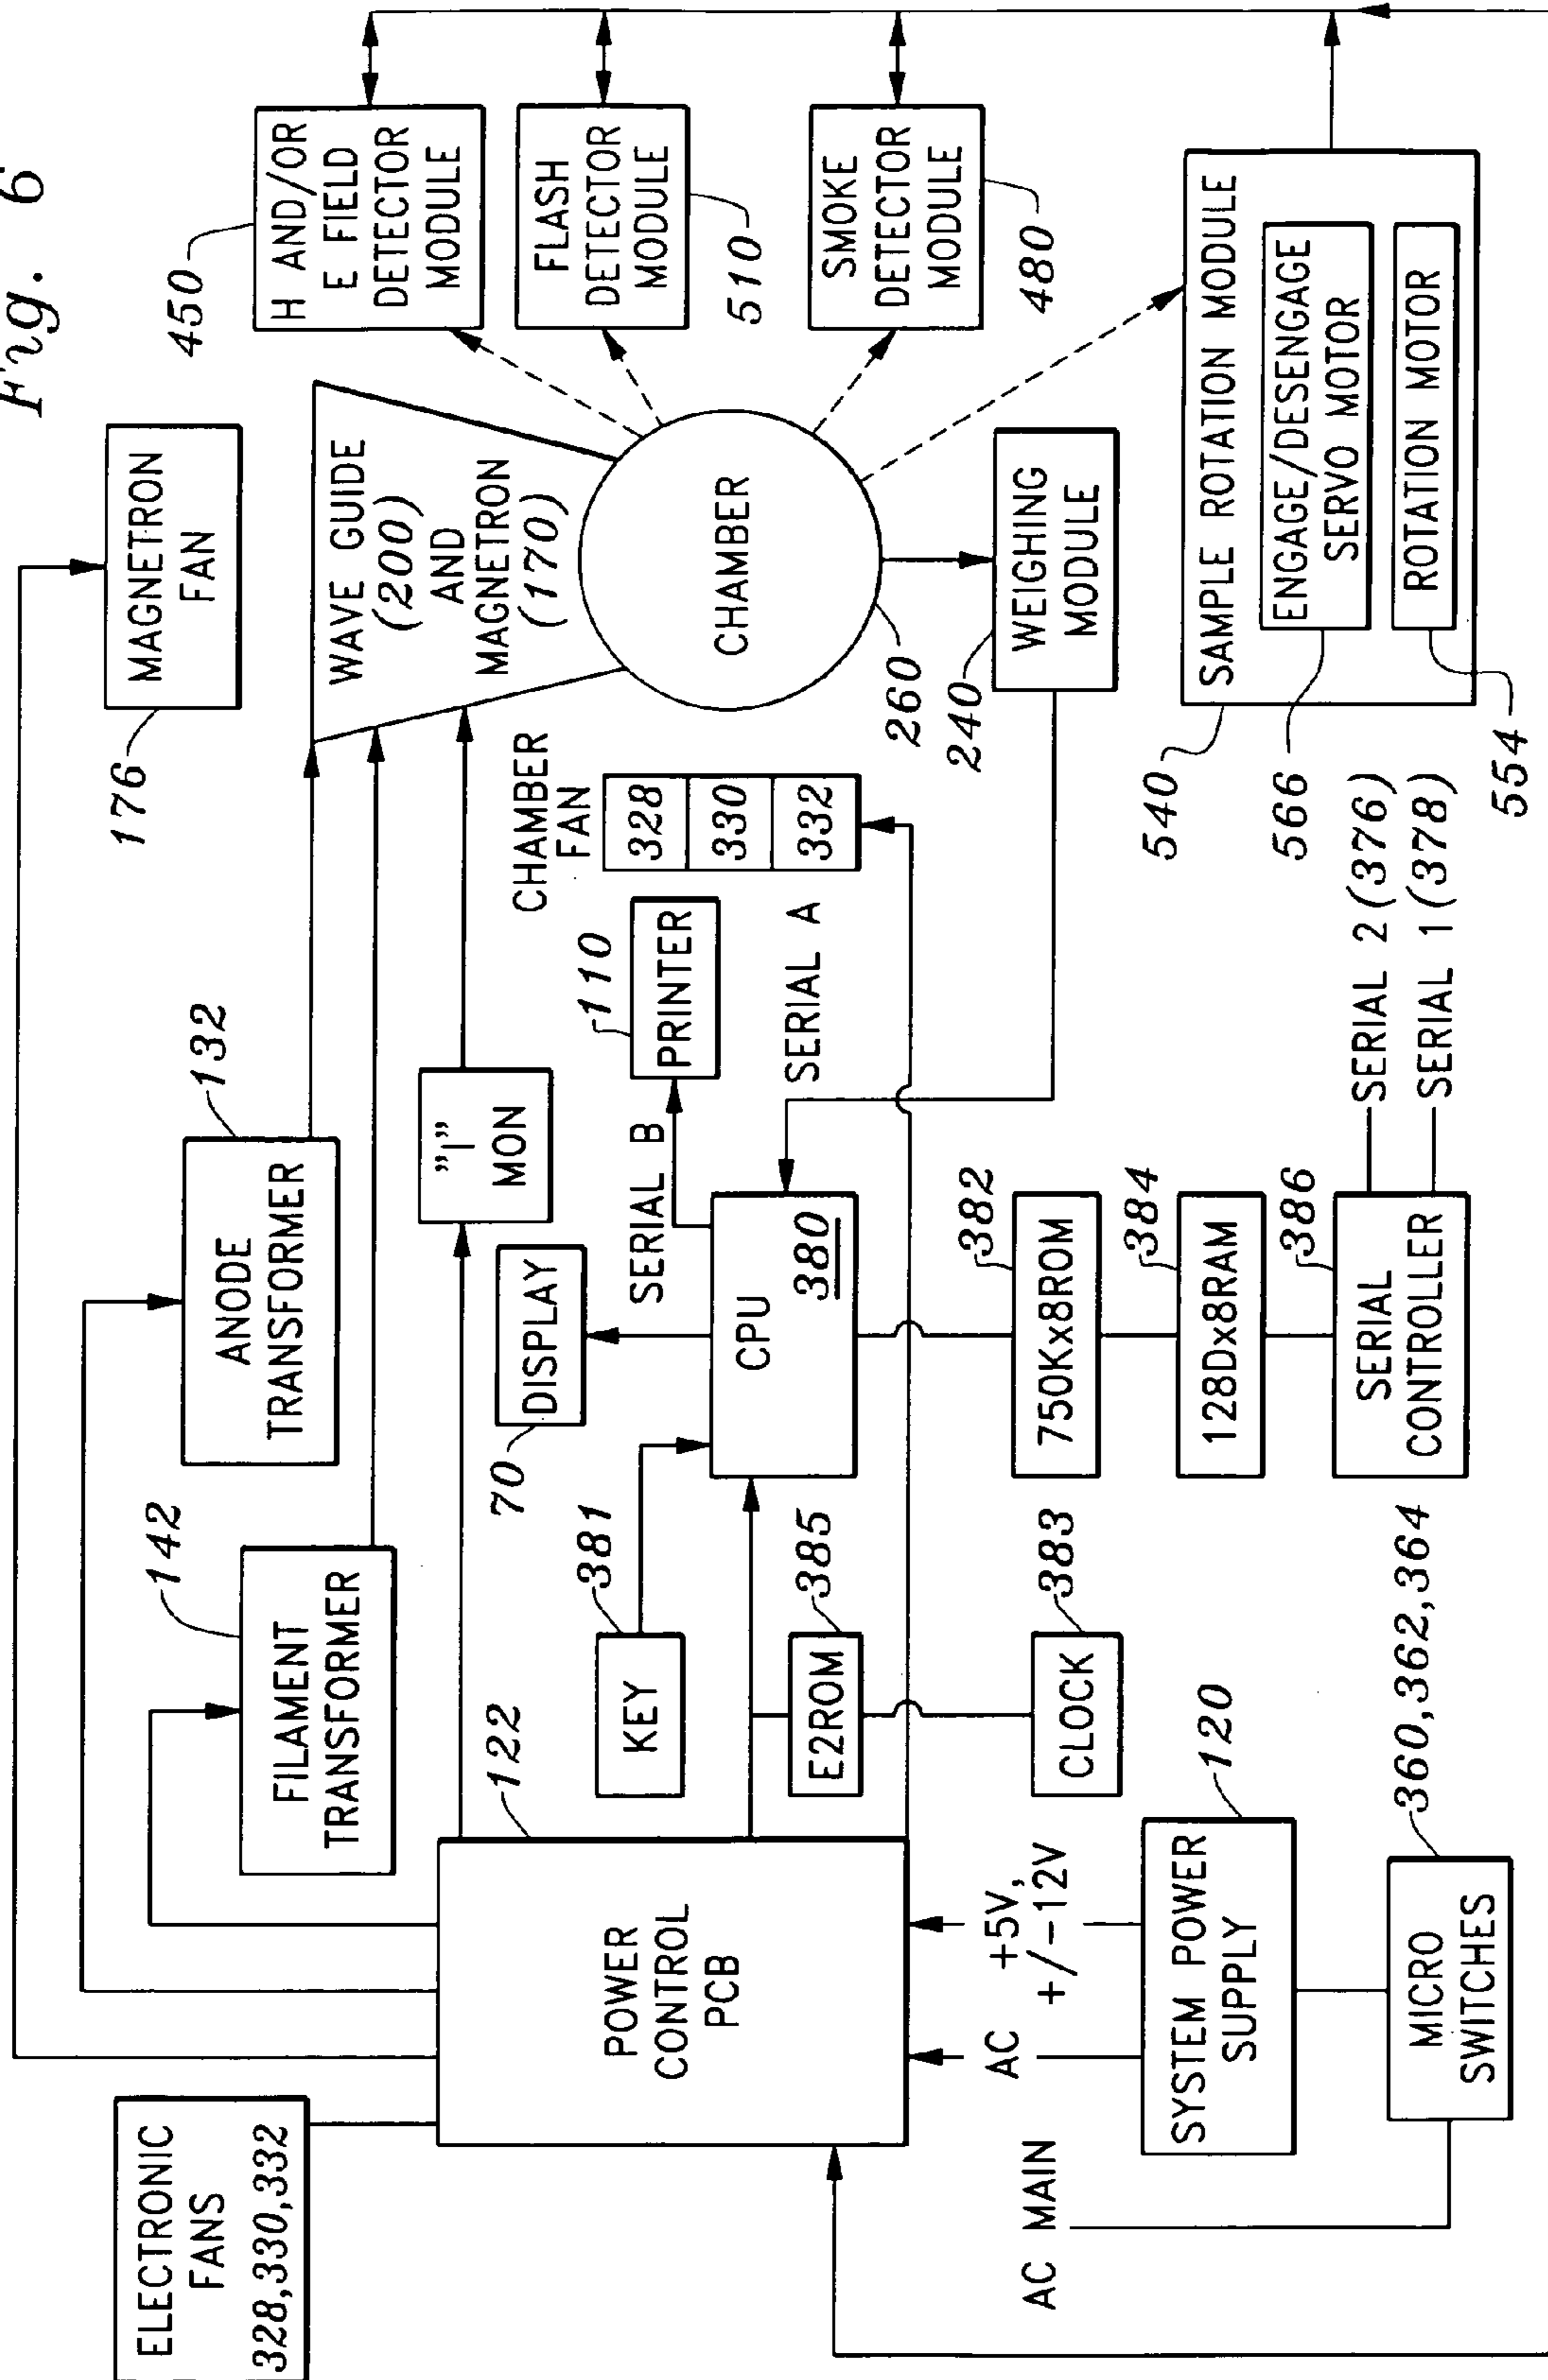 Fig. 6
ELECTRONIC
FANS
328,330,332
142
FILAMENT
TRANSFORMER
132
ANODE
TRANSFORMER
176
MAGNETRON
FAN
450
H AND/OR
E FIELD
DETECTOR
MODULE
FLASH
DETECTOR
MODULE
510
SMOKE
DETECTOR
MODULE
480
WAVE GUIDE
(200)
AND
MAGNETRON
(170)
CHAMBER
260
"I"
MON
CHAMBER
FAN
328
330
332
70
DISPLAY
SERIAL B
110
PRINTER
SERIAL A
122
POWER
CONTROL
PCB
KEY
381
E2ROM
385
CLOCK
383
CPU
380
240
WEIGHING
MODULE
750Kx8ROM
382
128Dx8RAM
384
SERIAL
CONTROLLER
386
SERIAL 2 (376)
SERIAL 1 (378)
540
SAMPLE ROTATION MODULE
566
ENGAGE/DESENGAGE
SERVO MOTOR
554
ROTATION MOTOR
AC MAIN
AC
+5V,
+/-12V
SYSTEM POWER
SUPPLY
120
MICRO
SWITCHES
360,362,364